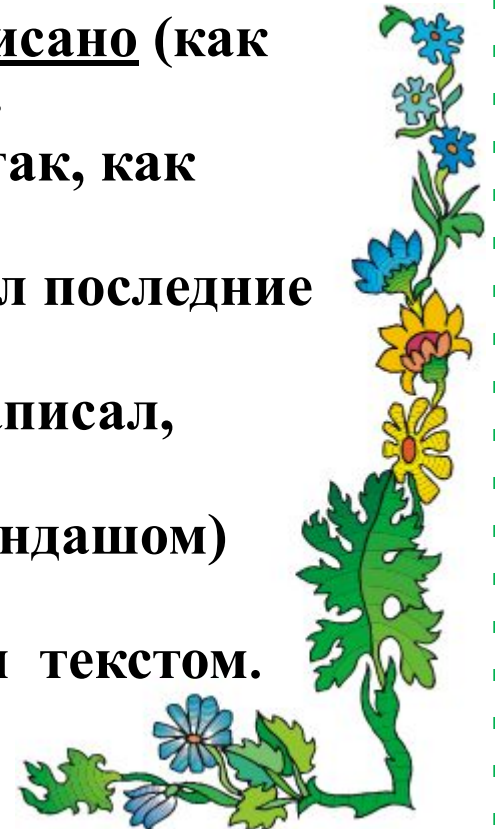 исано (как
.
так, как
л последние
писал,
ндашом)
текстом.